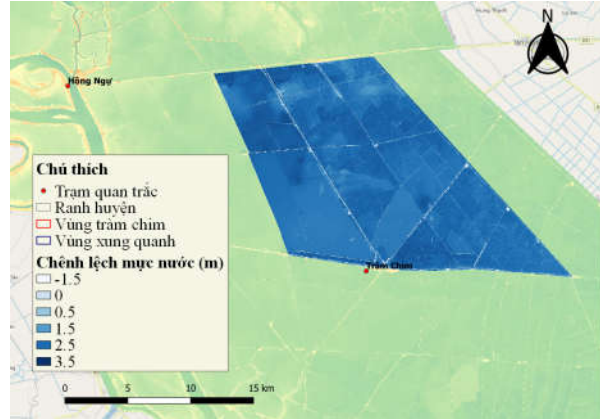 N
Hồng Ngự
Chú thích
Trạm quan trắc
Ranh huyện
Vùng tràm chim
Vùng xung quanh
Chênh lệch mực nước (m)
-1.5
0
0.5
1.5
2.5
3.5
Tràm Chim
0 5 10 15 km